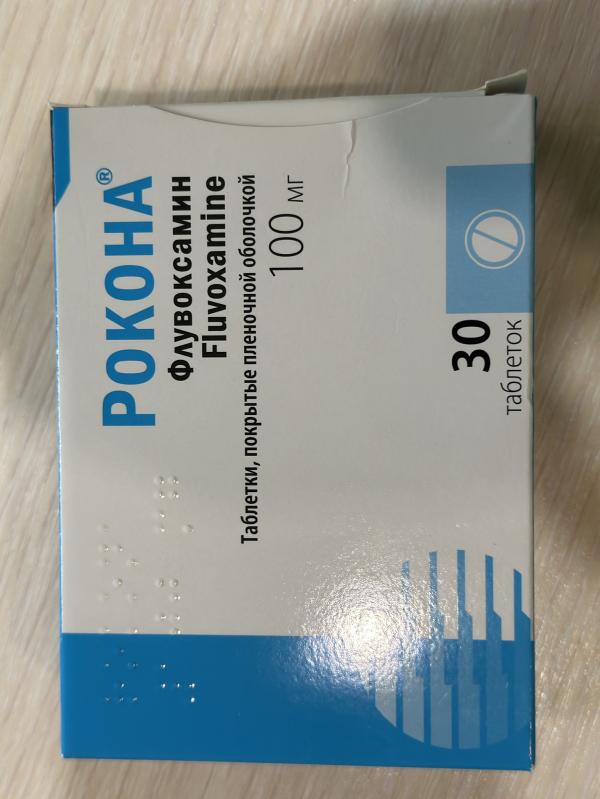 РОКОНА®
Флувоксамин
Fluvoxamine
Таблетки, покрытые пленочной оболочкой
100 мг
30
таблеток